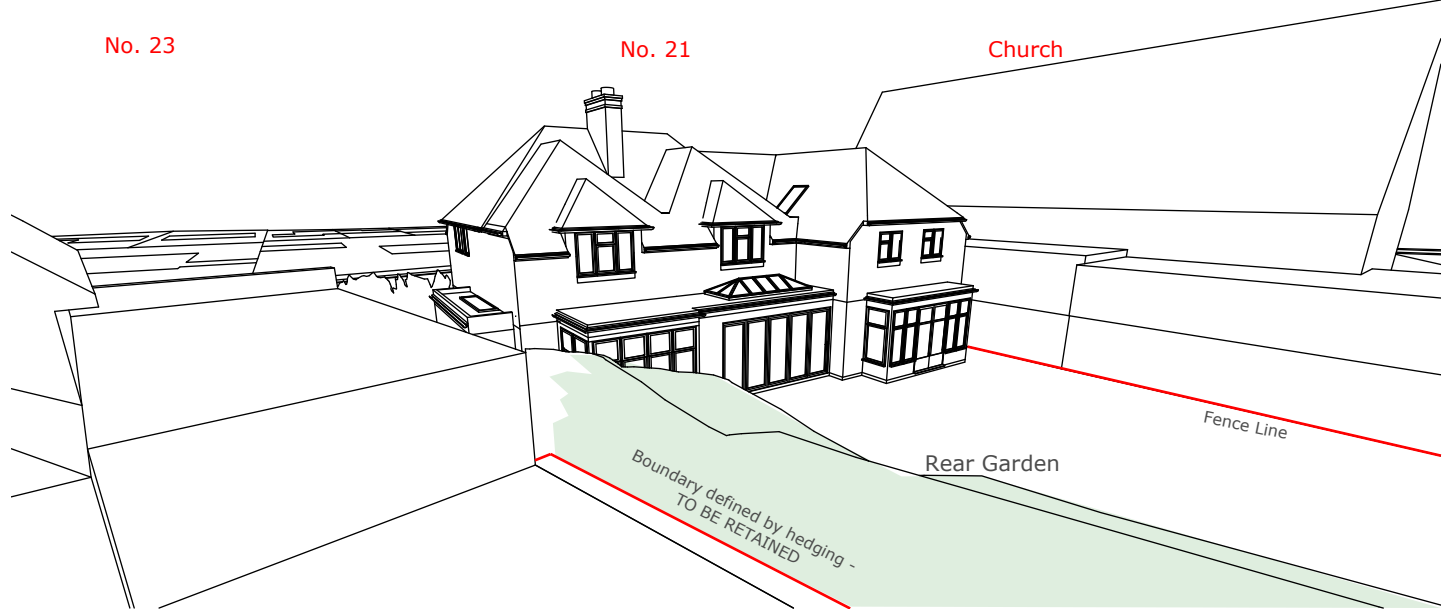 No. 23
No. 21
Church
Fence Line
Rear Garden
Boundary defined by hedging -
TO BE RETAINED